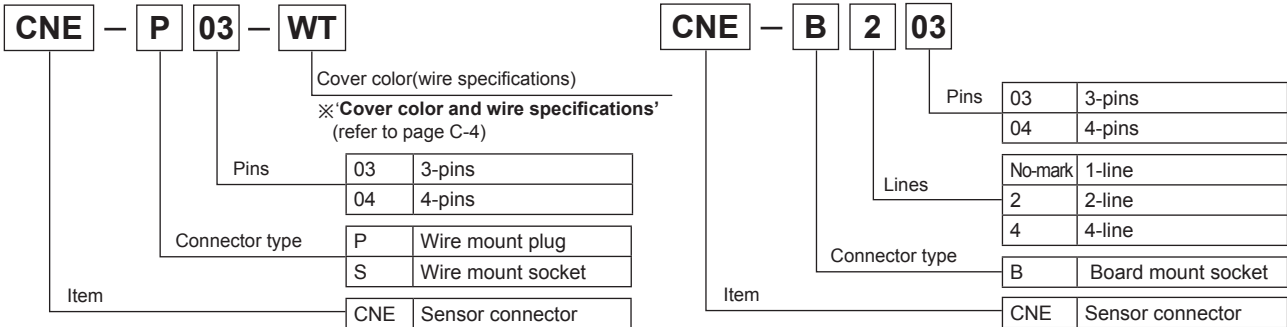 CNE – P 03 – WT
Cover color(wire specifications)
※‘Cover color and wire specifications’
(refer to page C-4)
Pins
03 3-pins
04 4-pins
Connector type
P Wire mount plug
S Wire mount socket
Item
CNE Sensor connector
CNE – B 2 03
Pins
03 3-pins
04 4-pins
Lines
No-mark 1-line
2 2-line
4 4-line
Connector type
B Board mount socket
Item
CNE Sensor connector